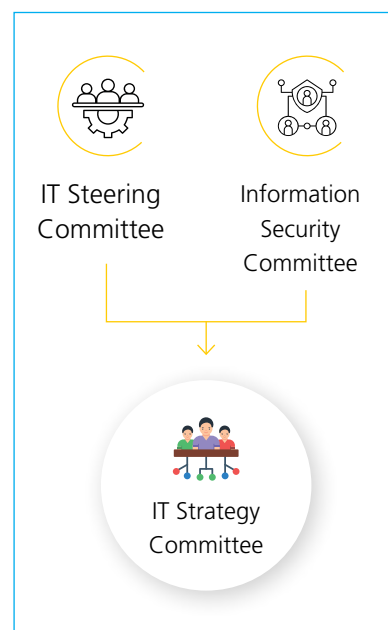 IT Steering
Committee
Information
Security
Committee
IT Strategy
Committee